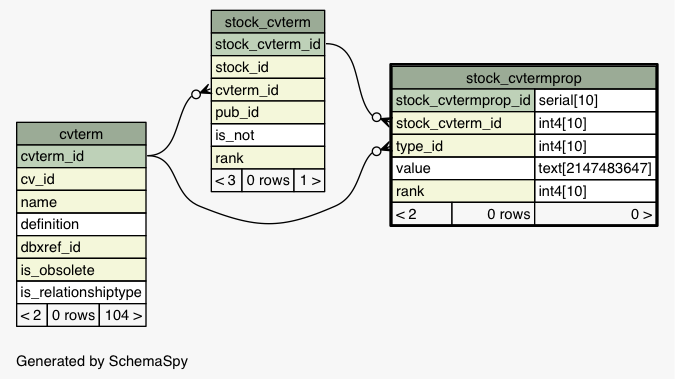 stock_cvterm
stock_cvterm_id
stock_id
cvterm_id
pub_id
is_not
rank
< 3 0 rows 1 >
stock_cvtermprop
stock_cvtermprop_id serial[10]
stock_cvterm_id int4[10]
type_id int4[10]
value text[2147483647]
rank int4[10]
< 2 0 rows 0 >
cvterm
cvterm_id
cv_id
name
definition
dbxref_id
is_obsolete
is_relationshiptype
< 2 0 rows 104 >
Generated by SchemaSpy